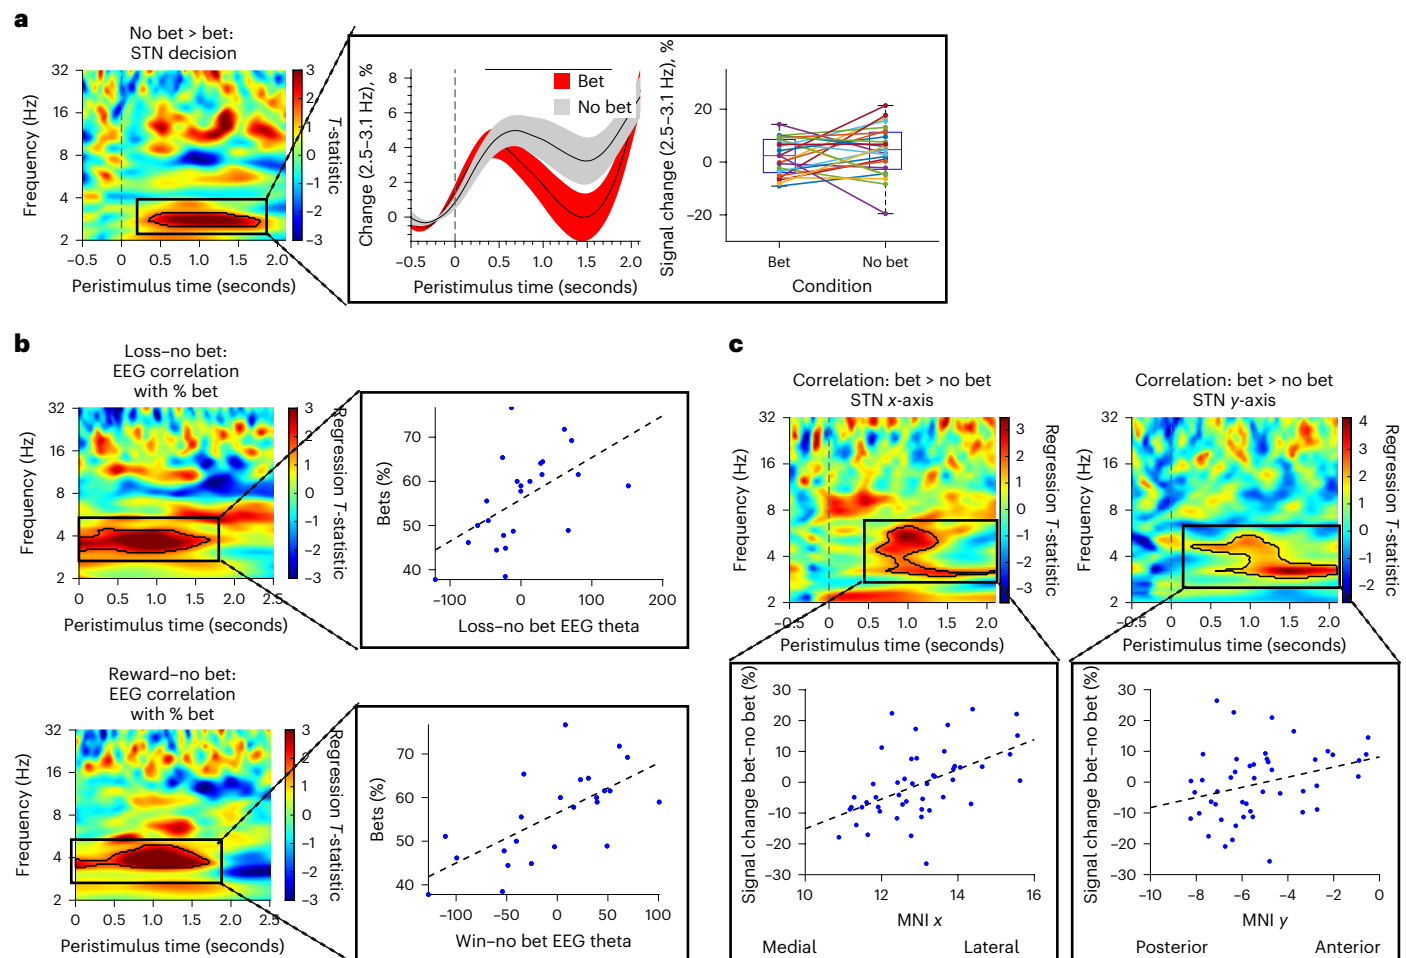 a
No bet > bet:
STN decision
32
16
8
4
2
Frequency (Hz)
−0.5 0 0.5 1.0 1.5 2.0
Peristimulus time (seconds)
3
2
1
0
−1
−2
−3
T-statistic
Change (2.5–3.1 Hz), %
8
6
4
2
0
Bet
No bet
−0.5 0 0.5 1.0 1.5 2.0
Peristimulus time (seconds)
Signal change (2.5–3.1 Hz), %
20
0
−20
Bet No bet
Condition
b
Loss–no bet:
EEG correlation
with % bet
32
16
8
4
2
Frequency (Hz)
0 0.5 1.0 1.5 2.0 2.5
Peristimulus time (seconds)
3
2
1
0
−1
−2
−3
Regression T-statistic
Bets (%)
70
60
50
40
−100 0 100 200
Loss–no bet EEG theta
Reward–no bet:
EEG correlation
with % bet
32
16
8
4
2
Frequency (Hz)
0 0.5 1.0 1.5 2.0 2.5
Peristimulus time (seconds)
3
2
1
0
−1
−2
−3
Regression T-statistic
Bets (%)
70
60
50
40
−100 −50 0 50 100
Win–no bet EEG theta
c
Correlation: bet > no bet
STN x-axis
32
16
8
4
2
Frequency (Hz)
−0.5 0 0.5 1.0 1.5 2.0
Peristimulus time (seconds)
3
2
1
0
−1
−2
−3
Regression T-statistic
Signal change bet–no bet (%)
30
20
10
0
−10
−20
−30
10 12 14 16
MNI x
Medial Lateral
Correlation: bet > no bet
STN y-axis
32
16
8
4
2
Frequency (Hz)
−0.5 0 0.5 1.0 1.5 2.0
Peristimulus time (seconds)
4
3
2
1
0
−1
−2
Regression T-statistic
Signal change bet–no bet (%)
30
20
10
0
−10
−20
−30
−10 −8 −6 −4 −2 0
MNI y
Posterior Anterior